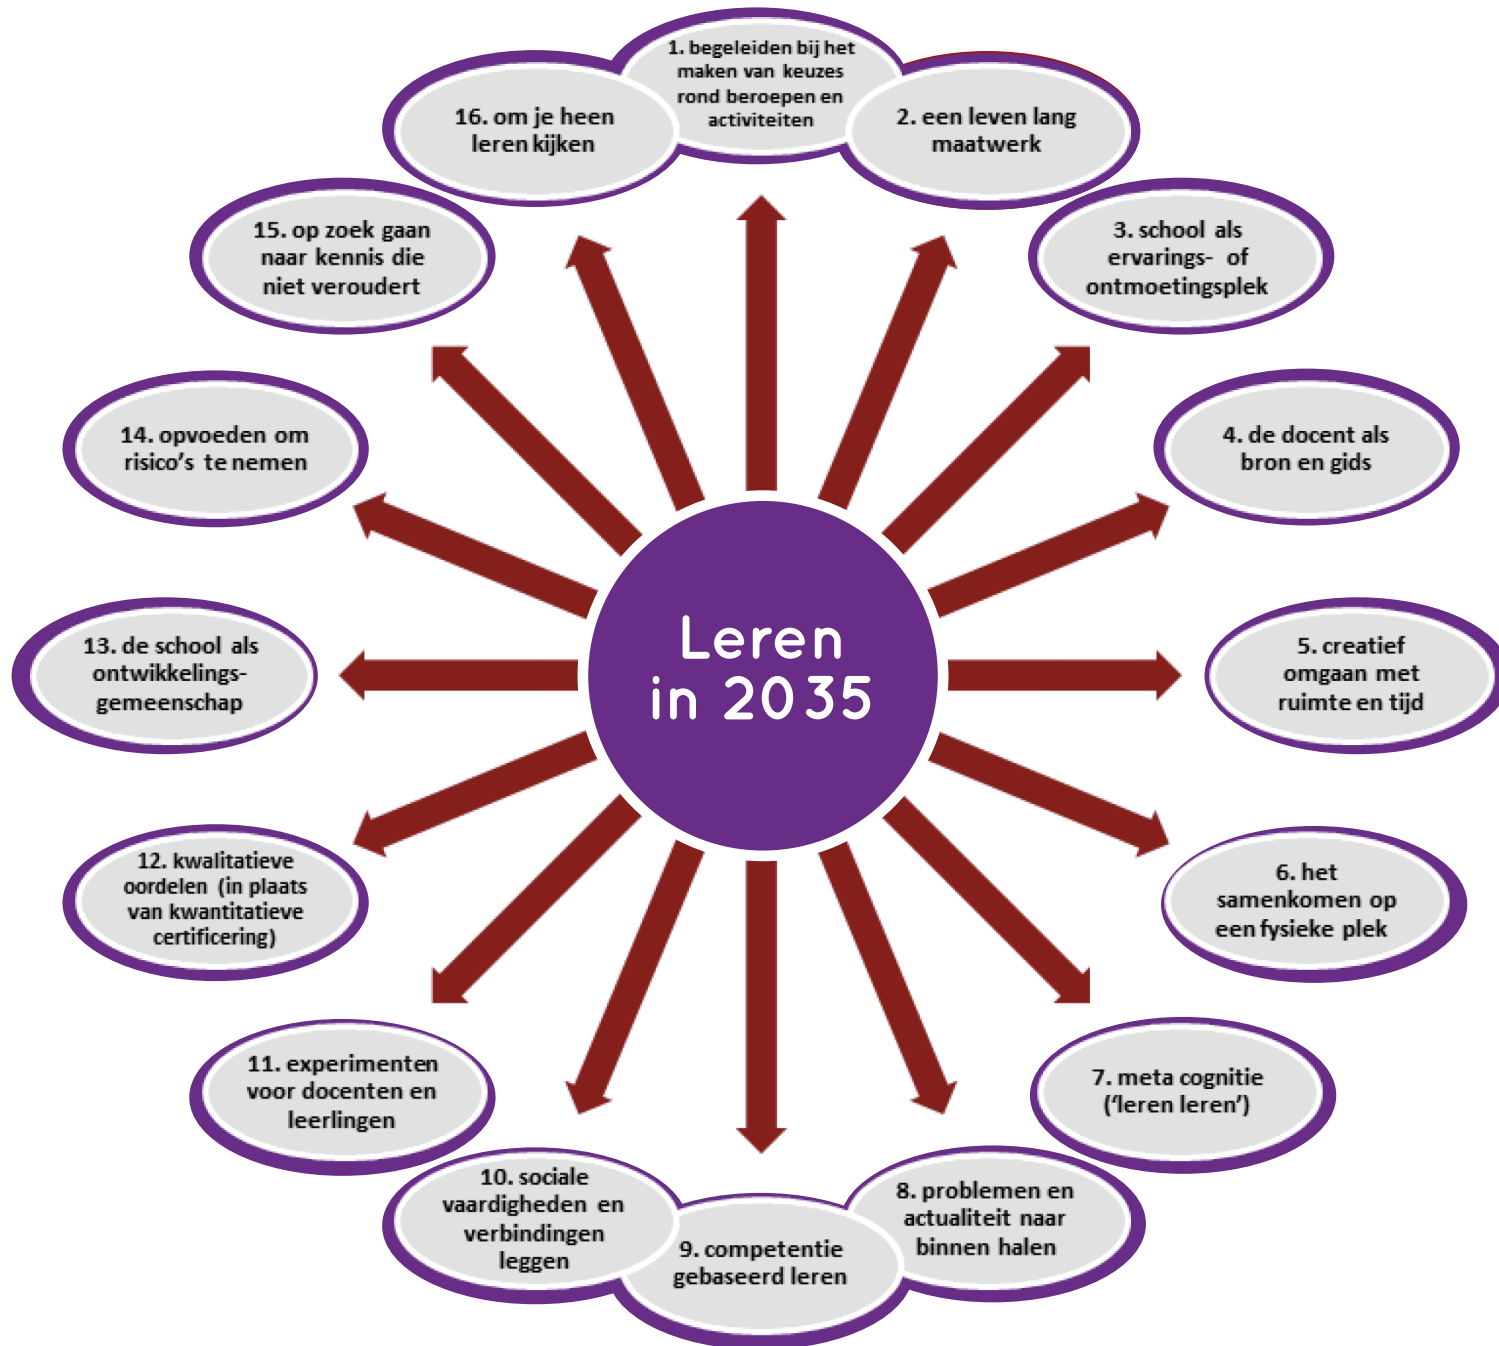 1. begeleiden bij het
maken van keuzes
rond beroepen en
activiteiten
2. een leven lang
maatwerk
3. school als
ervarings- of
ontmoetingsplek
4. de docent als
bron en gids
5. creatief
omgaan met
ruimte en tijd
6. het
samenkomen op
een fysieke plek
7. meta cognitie
(‘leren leren’)
8. problemen en
actualiteit naar
binnen halen
9. competentie
gebaseerd leren
10. sociale
vaardigheden en
verbindingen
leggen
11. experimenten
voor docenten en
leerlingen
12. kwalitatieve
oordelen (in plaats
van kwantitatieve
certificering)
13. de school als
ontwikkelings-
gemeenschap
14. opvoeden om
risico’s te nemen
15. op zoek gaan
naar kennis die
niet veroudert
16. om je heen
leren kijken
Leren
in 2035